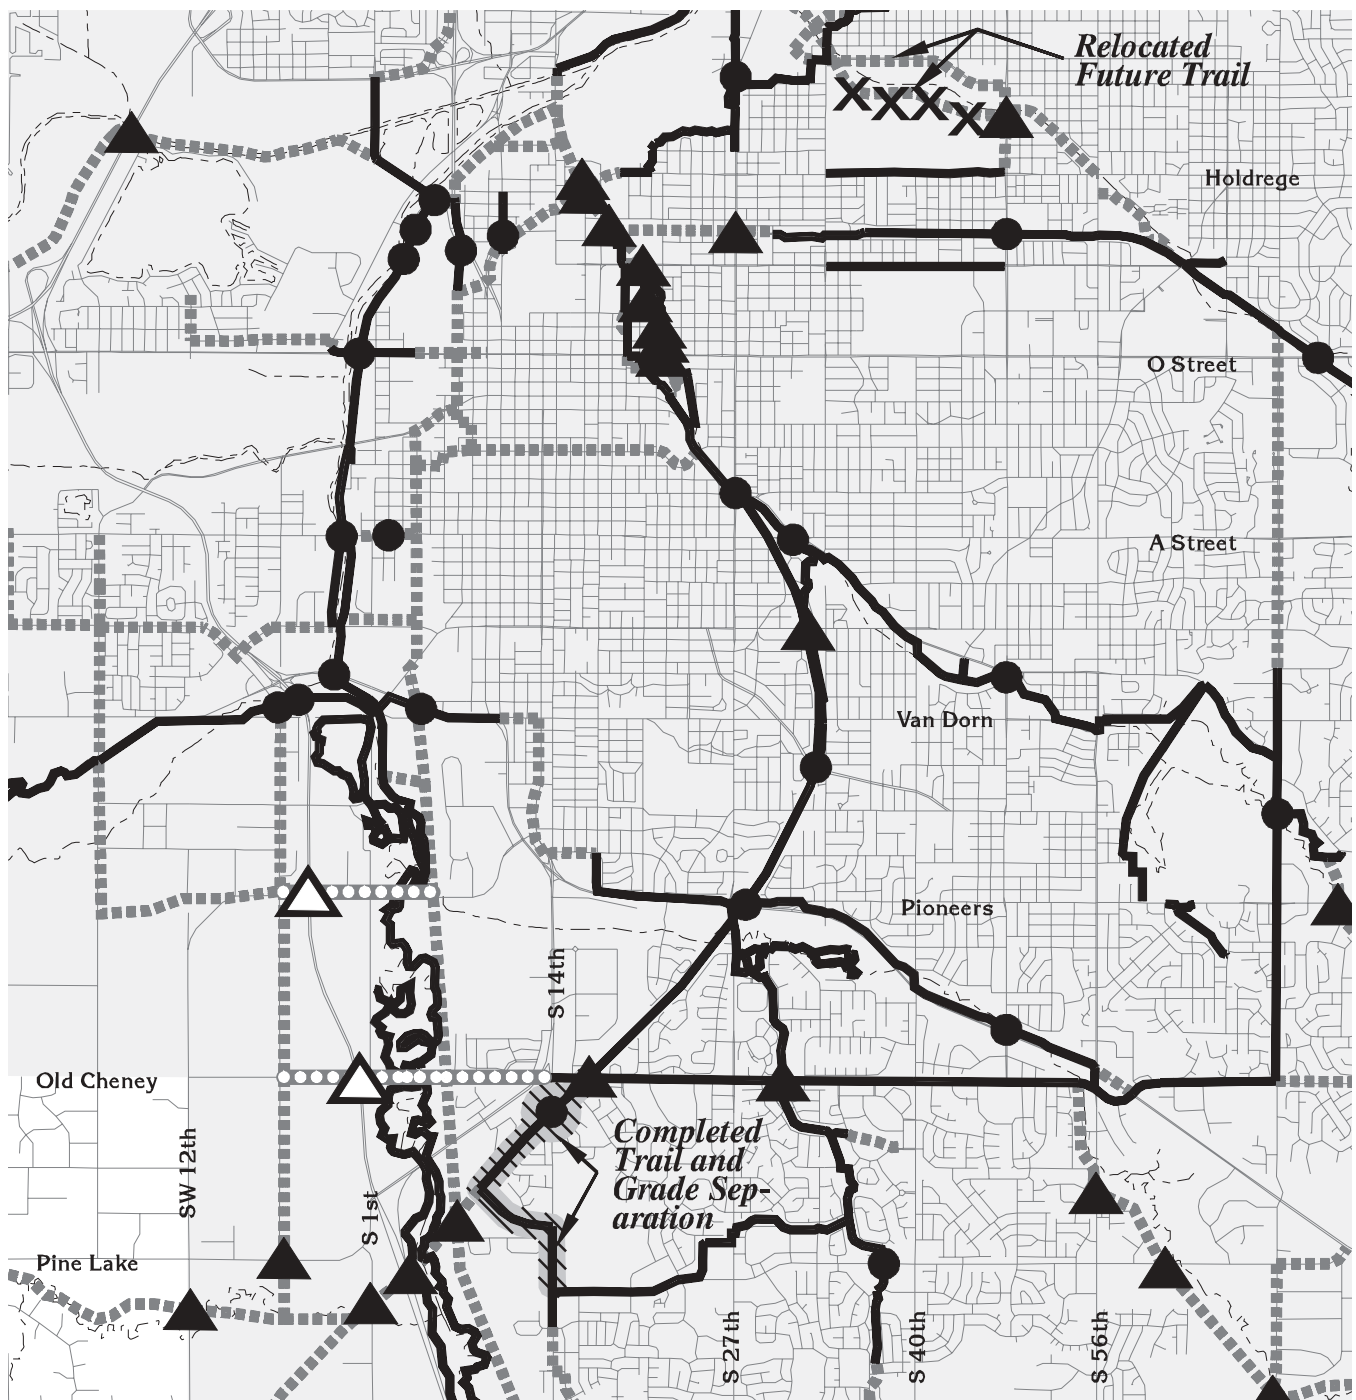 Relocated
Future Trail
X X X X
Holdrege
O Street
A Street
Van Dorn
Pioneers
S 14th
Old Cheney
Completed
Trail and
Grade Sep-
aration
SW 12th
S 1st
Pine Lake
S 27th
S 40th
S 56th